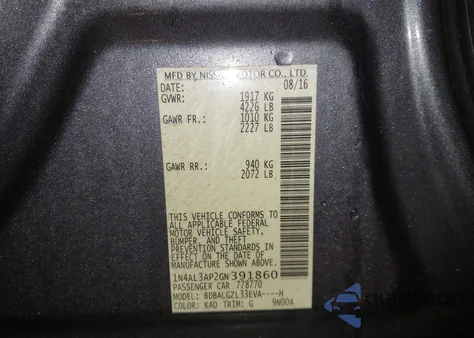 MFD BY NISSAN MOTOR CO., LTD.
DATE: 08/16
GVWR: 1917 KG
4226 LB
GAWR FR.: 1010 KG
2227 LB
GAWR RR.: 940 KG
2072 LB
THIS VEHICLE CONFORMS TO
ALL APPLICABLE FEDERAL
MOTOR VEHICLE SAFETY,
BUMPER, AND THEFT
PREVENTION STANDARDS IN
EFFECT ON THE DATE OF
MANUFACTURE SHOWN ABOVE.
1N4AL3AP2GN391860
PASSENGER CAR 778770
MODEL: BDBALGZL33EVA----H
COLOR: KAD TRIM: G 9N00A
autosnap